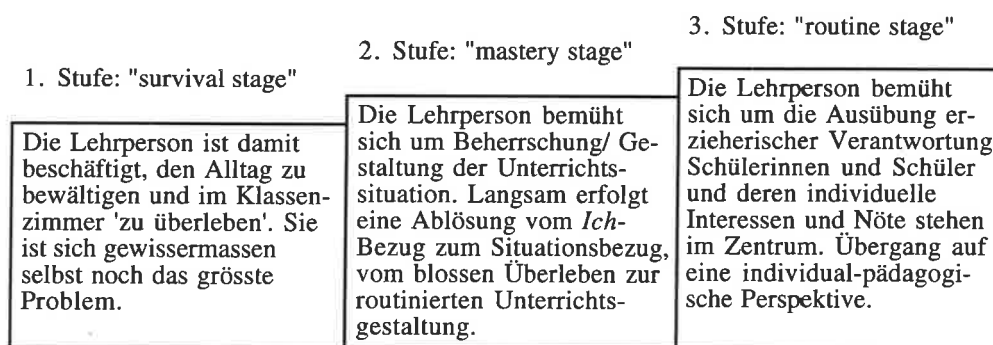 1. Stufe: "survival stage"
Die Lehrperson ist damit
beschäftigt, den Alltag zu
bewältigen und im Klassen-
zimmer 'zu überleben'. Sie
ist sich gewissermassen
selbst noch das grösste
Problem.
2. Stufe: "mastery stage"
Die Lehrperson bemüht
sich um Beherrschung/ Ge-
staltung der Unterrichts-
situation. Langsam erfolgt
eine Ablösung vom Ich-
Bezug zum Situationsbezug,
vom blossen Überleben zur
routinierten Unterrichts-
gestaltung.
3. Stufe: "routine stage"
Die Lehrperson bemüht
sich um die Ausübung er-
zieherischer Verantwortung
Schülerinnen und Schüler
und deren individuelle
Interessen und Nöte stehen
im Zentrum. Übergang auf
eine individual-pädagogi-
sche Perspektive.